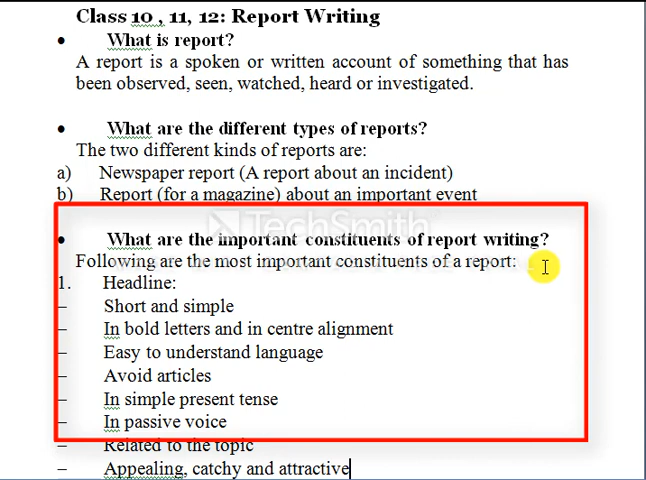 Class 10 , 11, 12: Report Writing
• What is report?
A report is a spoken or written account of something that has
been observed, seen, watched, heard or investigated.
• What are the different types of reports?
The two different kinds of reports are:
a) Newspaper report (A report about an incident)
b) Report (for a magazine) about an important event
TechSmith
• What are the important constituents of report writing?
Following are the most important constituents of a report:
1. Headline:
– Short and simple
– In bold letters and in centre alignment
– Easy to understand language
– Avoid articles
– In simple present tense
– In passive voice
– Related to the topic
– Appealing, catchy and attractive